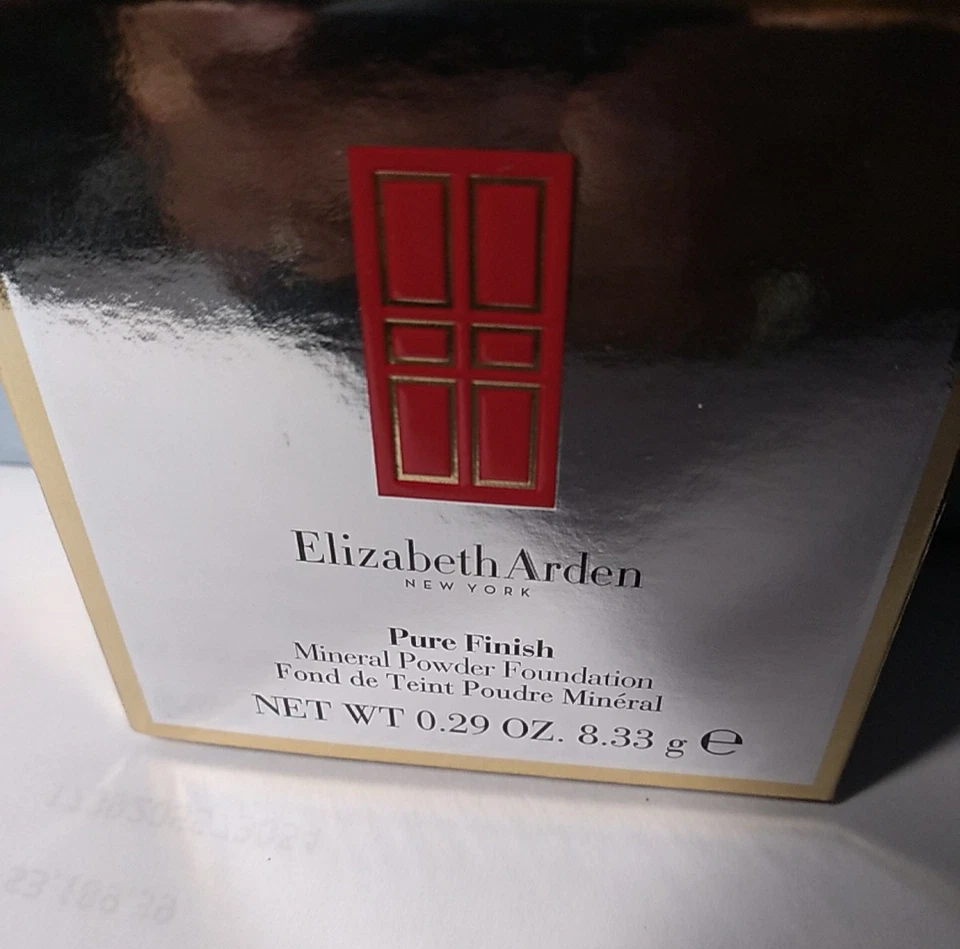 Elizabeth Arden
NEW YORK
Pure Finish
Mineral Powder Foundation
Fond de Teint Poudre Minéral
NET WT 0.29 OZ. 8.33 g ℮